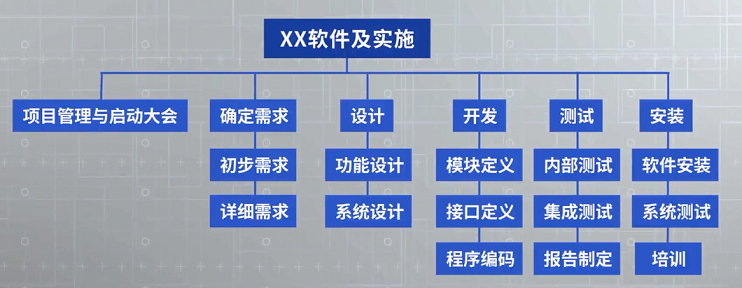 XX软件及实施
项目管理与启动大会
确定需求
设计
开发
测试
安装
初步需求
功能设计
模块定义
内部测试
软件安装
详细需求
系统设计
接口定义
集成测试
系统测试
程序编码
报告制定
培训